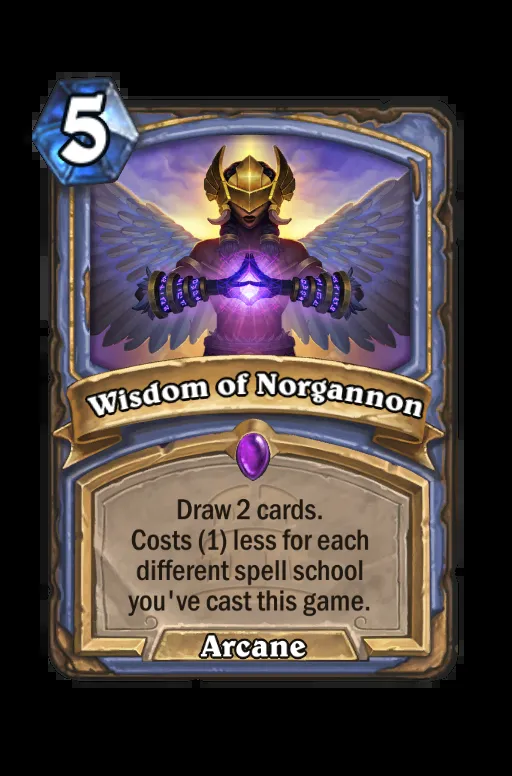 5
Wisdom of Norgannon
Draw 2 cards.
Costs (1) less for each
different spell school
you've cast this game.
Arcane